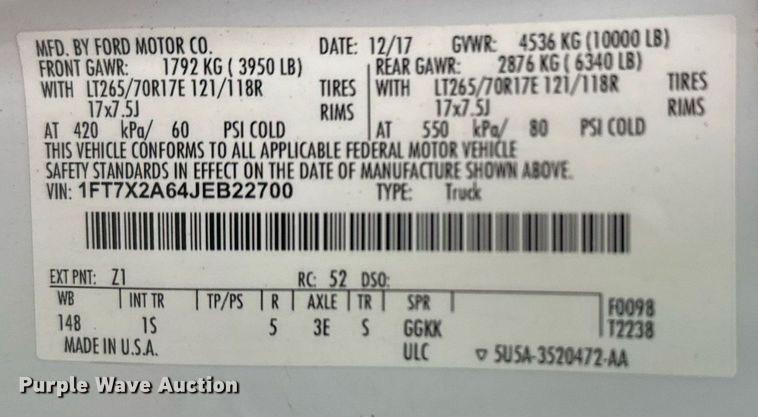 MFD. BY FORD MOTOR CO. DATE: 12/17 GVWR: 4536 KG (10000 LB)
FRONT GAWR: 1792 KG ( 3950 LB) REAR GAWR: 2876 KG ( 6340 LB)
WITH LT265/70R17E 121/118R TIRES WITH LT265/70R17E 121/118R TIRES
17x7.5J RIMS 17x7.5J RIMS
AT 420 kPa/ 60 PSI COLD AT 550 kPa/ 80 PSI COLD
THIS VEHICLE CONFORMS TO ALL APPLICABLE FEDERAL MOTOR VEHICLE
SAFETY STANDARDS IN EFFECT ON THE DATE OF MANUFACTURE SHOWN ABOVE.
VIN: 1FT7X2A64JEB22700 TYPE: Truck
EXT PNT: Z1 RC: 52 DSO:
WB INT TR TP/PS R AXLE TR SPR F0098
148 1S 5 3E S GGKK T2238
MADE IN U.S.A. ULC ▽ 5U5A-3520472-AA
Purple Wave Auction